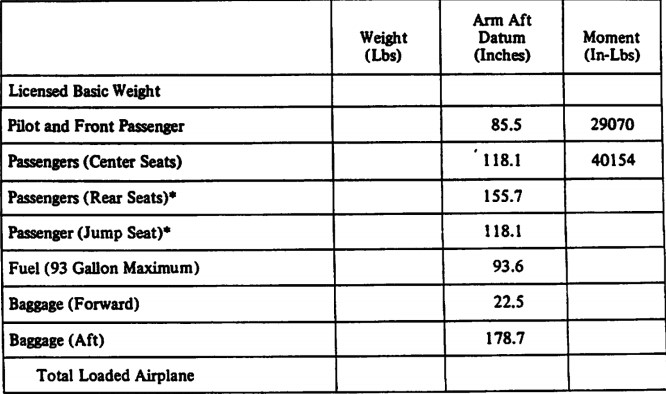 Weight (Lbs) Arm Aft Datum (Inches) Moment (In-Lbs)
Licensed Basic Weight
Pilot and Front Passenger 85.5 29070
Passengers (Center Seats) 118.1 40154
Passengers (Rear Seats)* 155.7
Passenger (Jump Seat)* 118.1
Fuel (93 Gallon Maximum) 93.6
Baggage (Forward) 22.5
Baggage (Aft) 178.7
Total Loaded Airplane